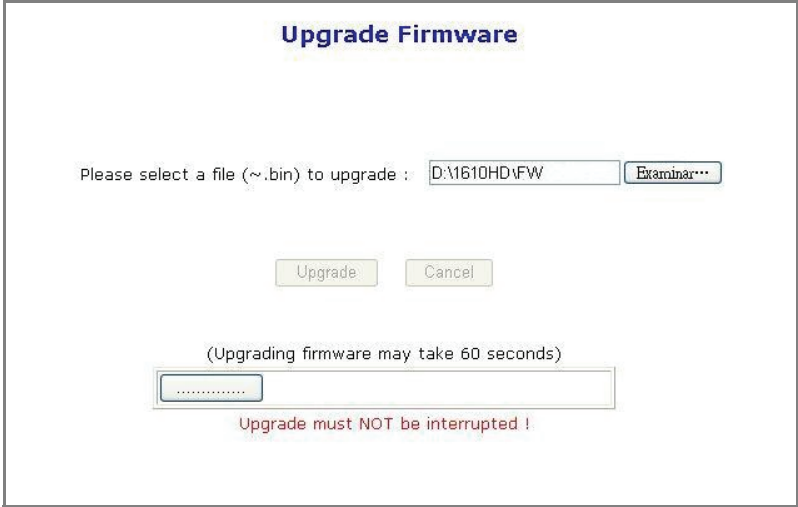 Upgrade Firmware
Please select a file (~.bin) to upgrade : D:\1610HD\FW Examinar...
Upgrade Cancel
(Upgrading firmware may take 60 seconds)
..............
Upgrade must NOT be interrupted !